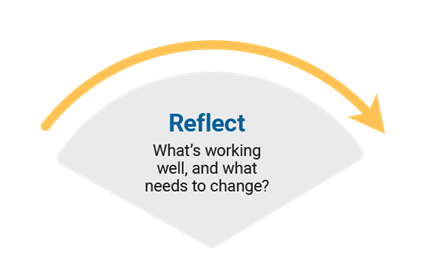 Reflect
What's working
well, and what
needs to change?